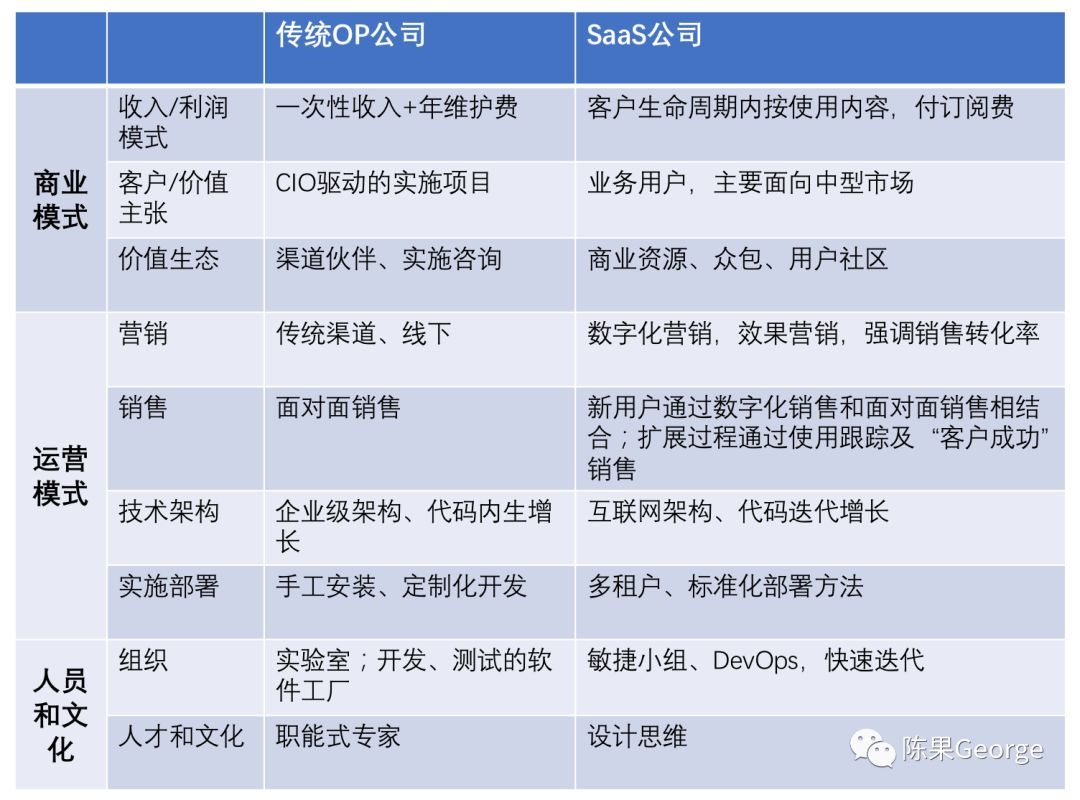 传统OP公司
SaaS公司
商业
模式
收入/利润
模式
一次性收入+年维护费
客户生命周期内按使用内容，付订阅费
客户/价值
主张
CIO驱动的实施项目
业务用户，主要面向中型市场
价值生态
渠道伙伴、实施咨询
商业资源、众包、用户社区
运营
模式
营销
传统渠道、线下
数字化营销，效果营销，强调销售转化率
销售
面对面销售
新用户通过数字化销售和面对面销售相结
合；扩展过程通过使用跟踪及 “客户成功”
销售
技术架构
企业级架构、代码内生增
长
互联网架构、代码迭代增长
实施部署
手工安装、定制化开发
多租户、标准化部署方法
人员
和文
化
组织
实验室；开发、测试的软
件工厂
敏捷小组、DevOps，快速迭代
人才和文化
职能式专家
设计思维
陈果George